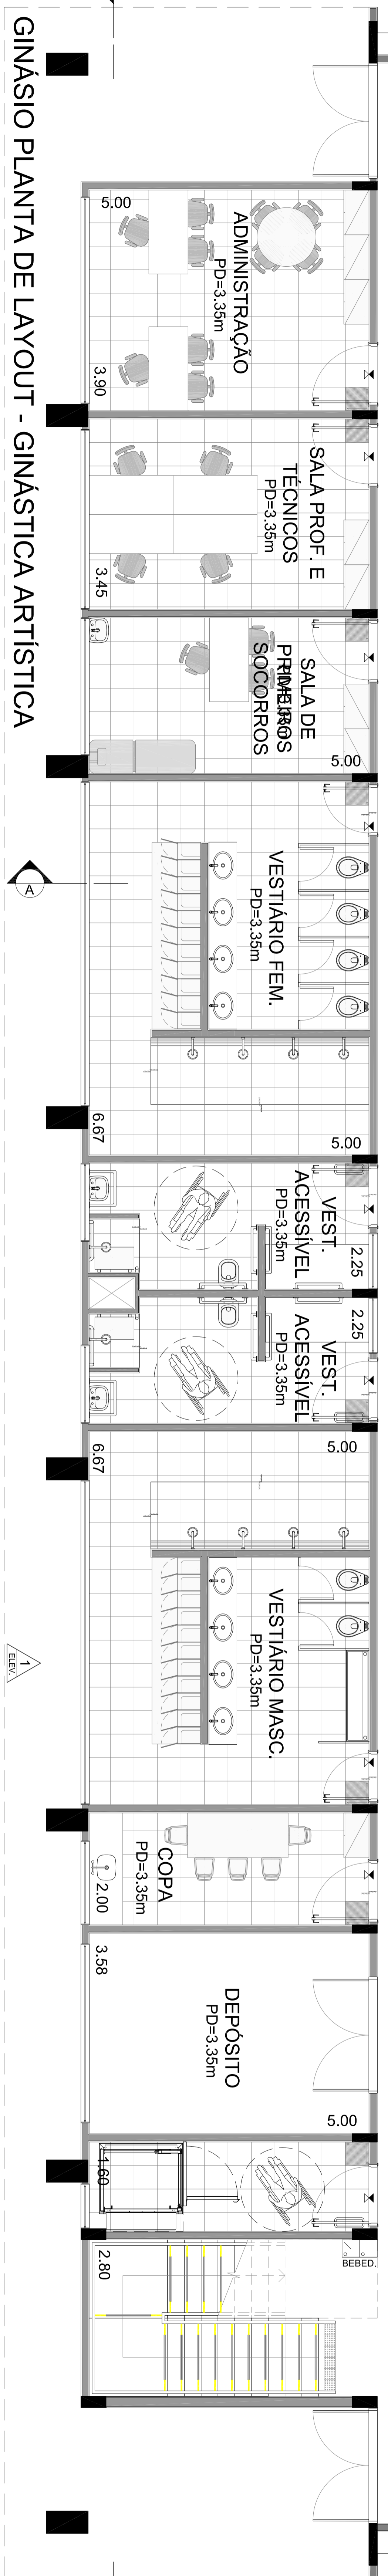 GINÁSIO PLANTA DE LAYOUT - GINÁSTICA ARTÍSTICA
5.00
ADMINISTRAÇÃO
PD=3.35m
3.90
SALA PROF. E
TÉCNICOS
PD=3.35m
3.45
SALA DE
PRIMEIROS
SOCORROS
5.00
VESTIÁRIO FEM.
PD=3.35m
A
6.67
5.00
VEST.
ACESSÍVEL
PD=3.35m
2.25
2.25
VEST.
ACESSÍVEL
PD=3.35m
6.67
5.00
VESTIÁRIO MASC.
PD=3.35m
1
ELEV.
COPA
PD=3.35m
2.00
3.58
DEPÓSITO
PD=3.35m
5.00
1.60
BEBED.
2.80